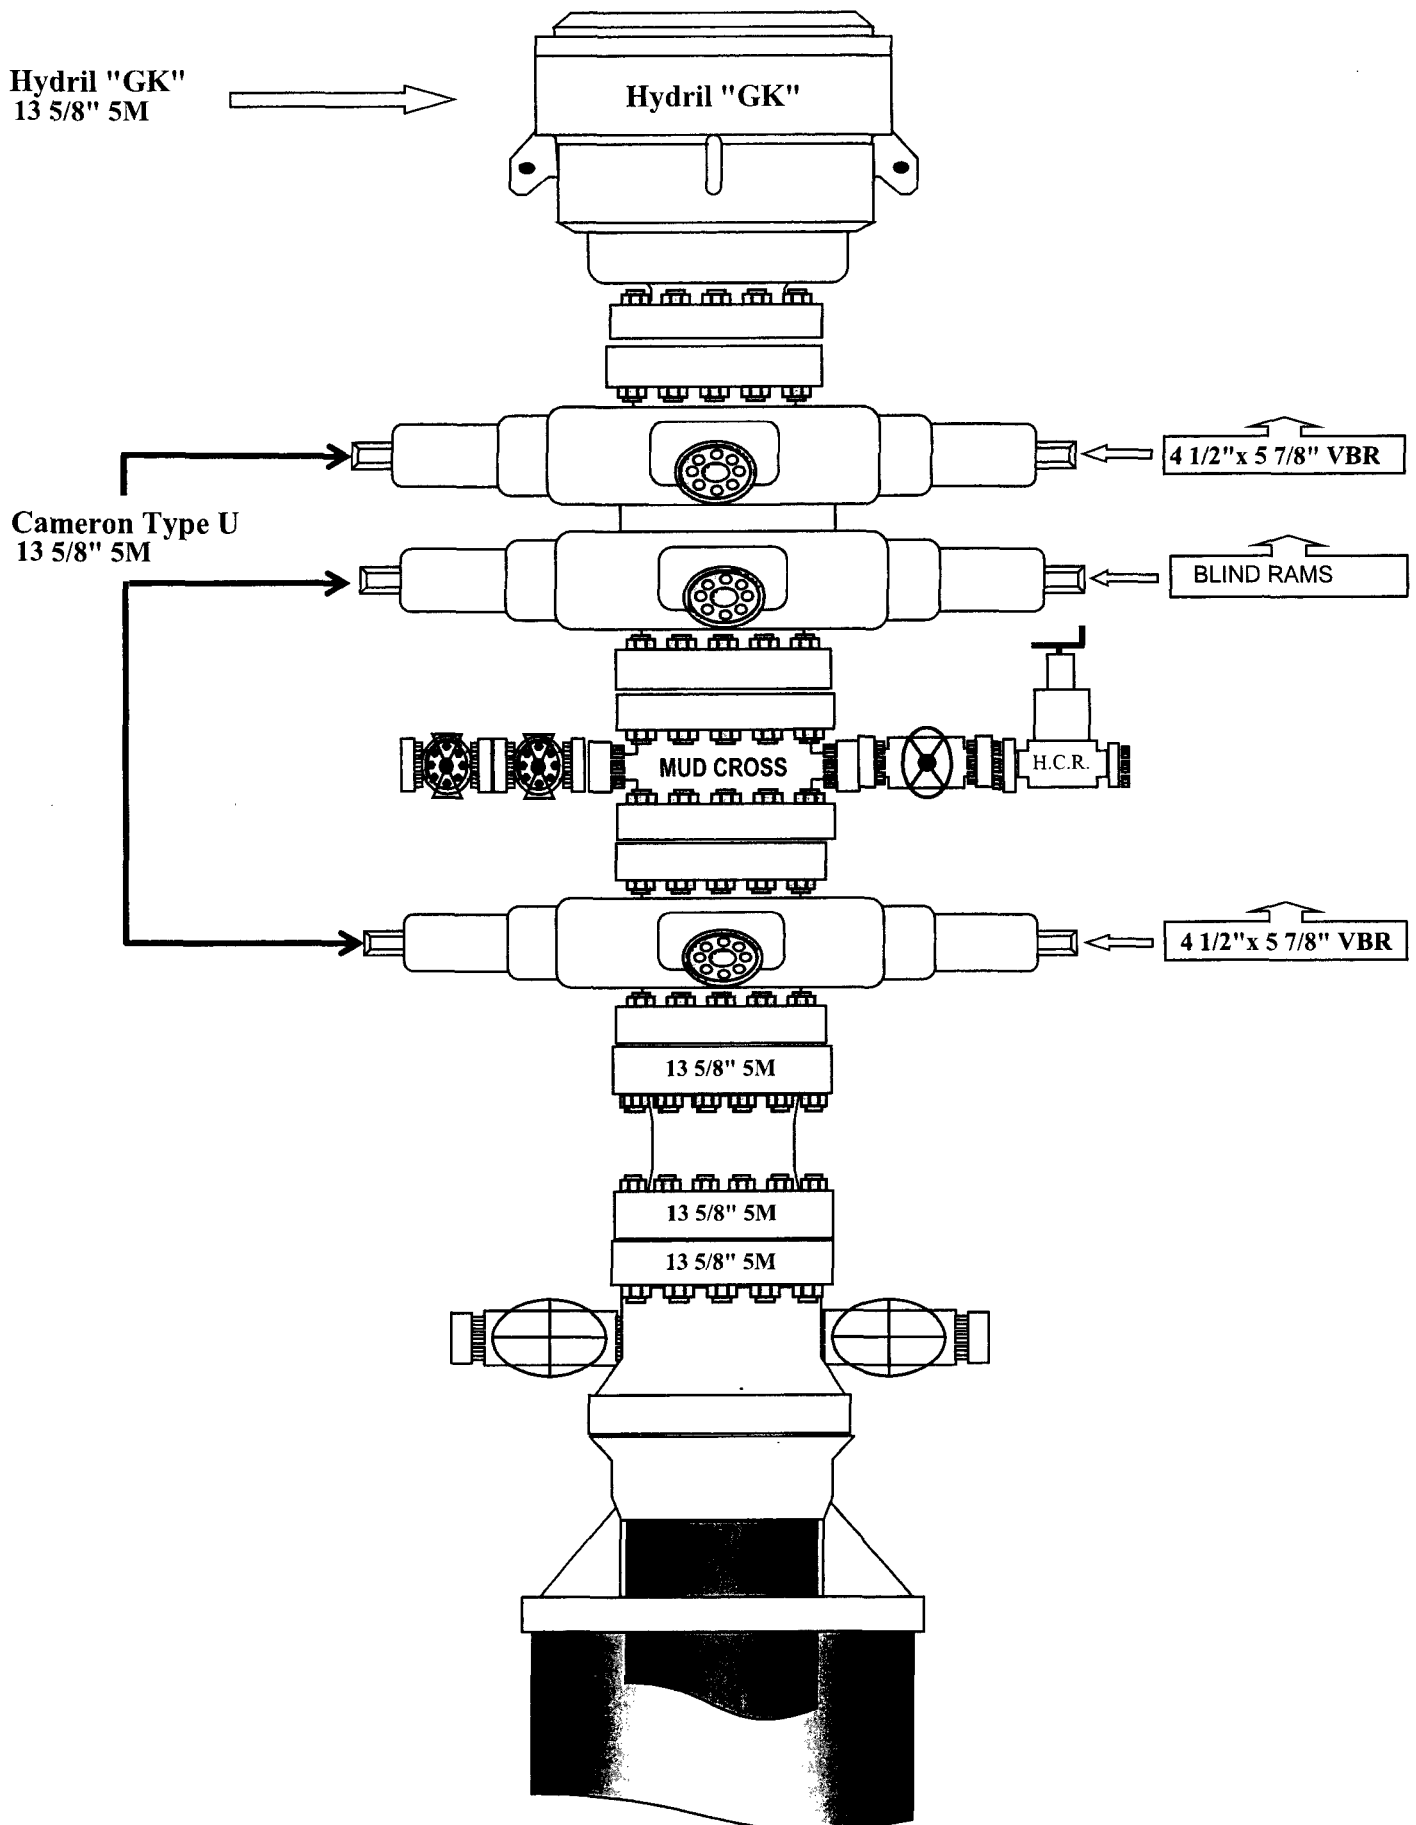 Hydril "GK"
13 5/8" 5M
Hydril "GK"
4 1/2"x 5 7/8" VBR
Cameron Type U
13 5/8" 5M
BLIND RAMS
MUD CROSS
H.C.R.
4 1/2"x 5 7/8" VBR
13 5/8" 5M
13 5/8" 5M
13 5/8" 5M